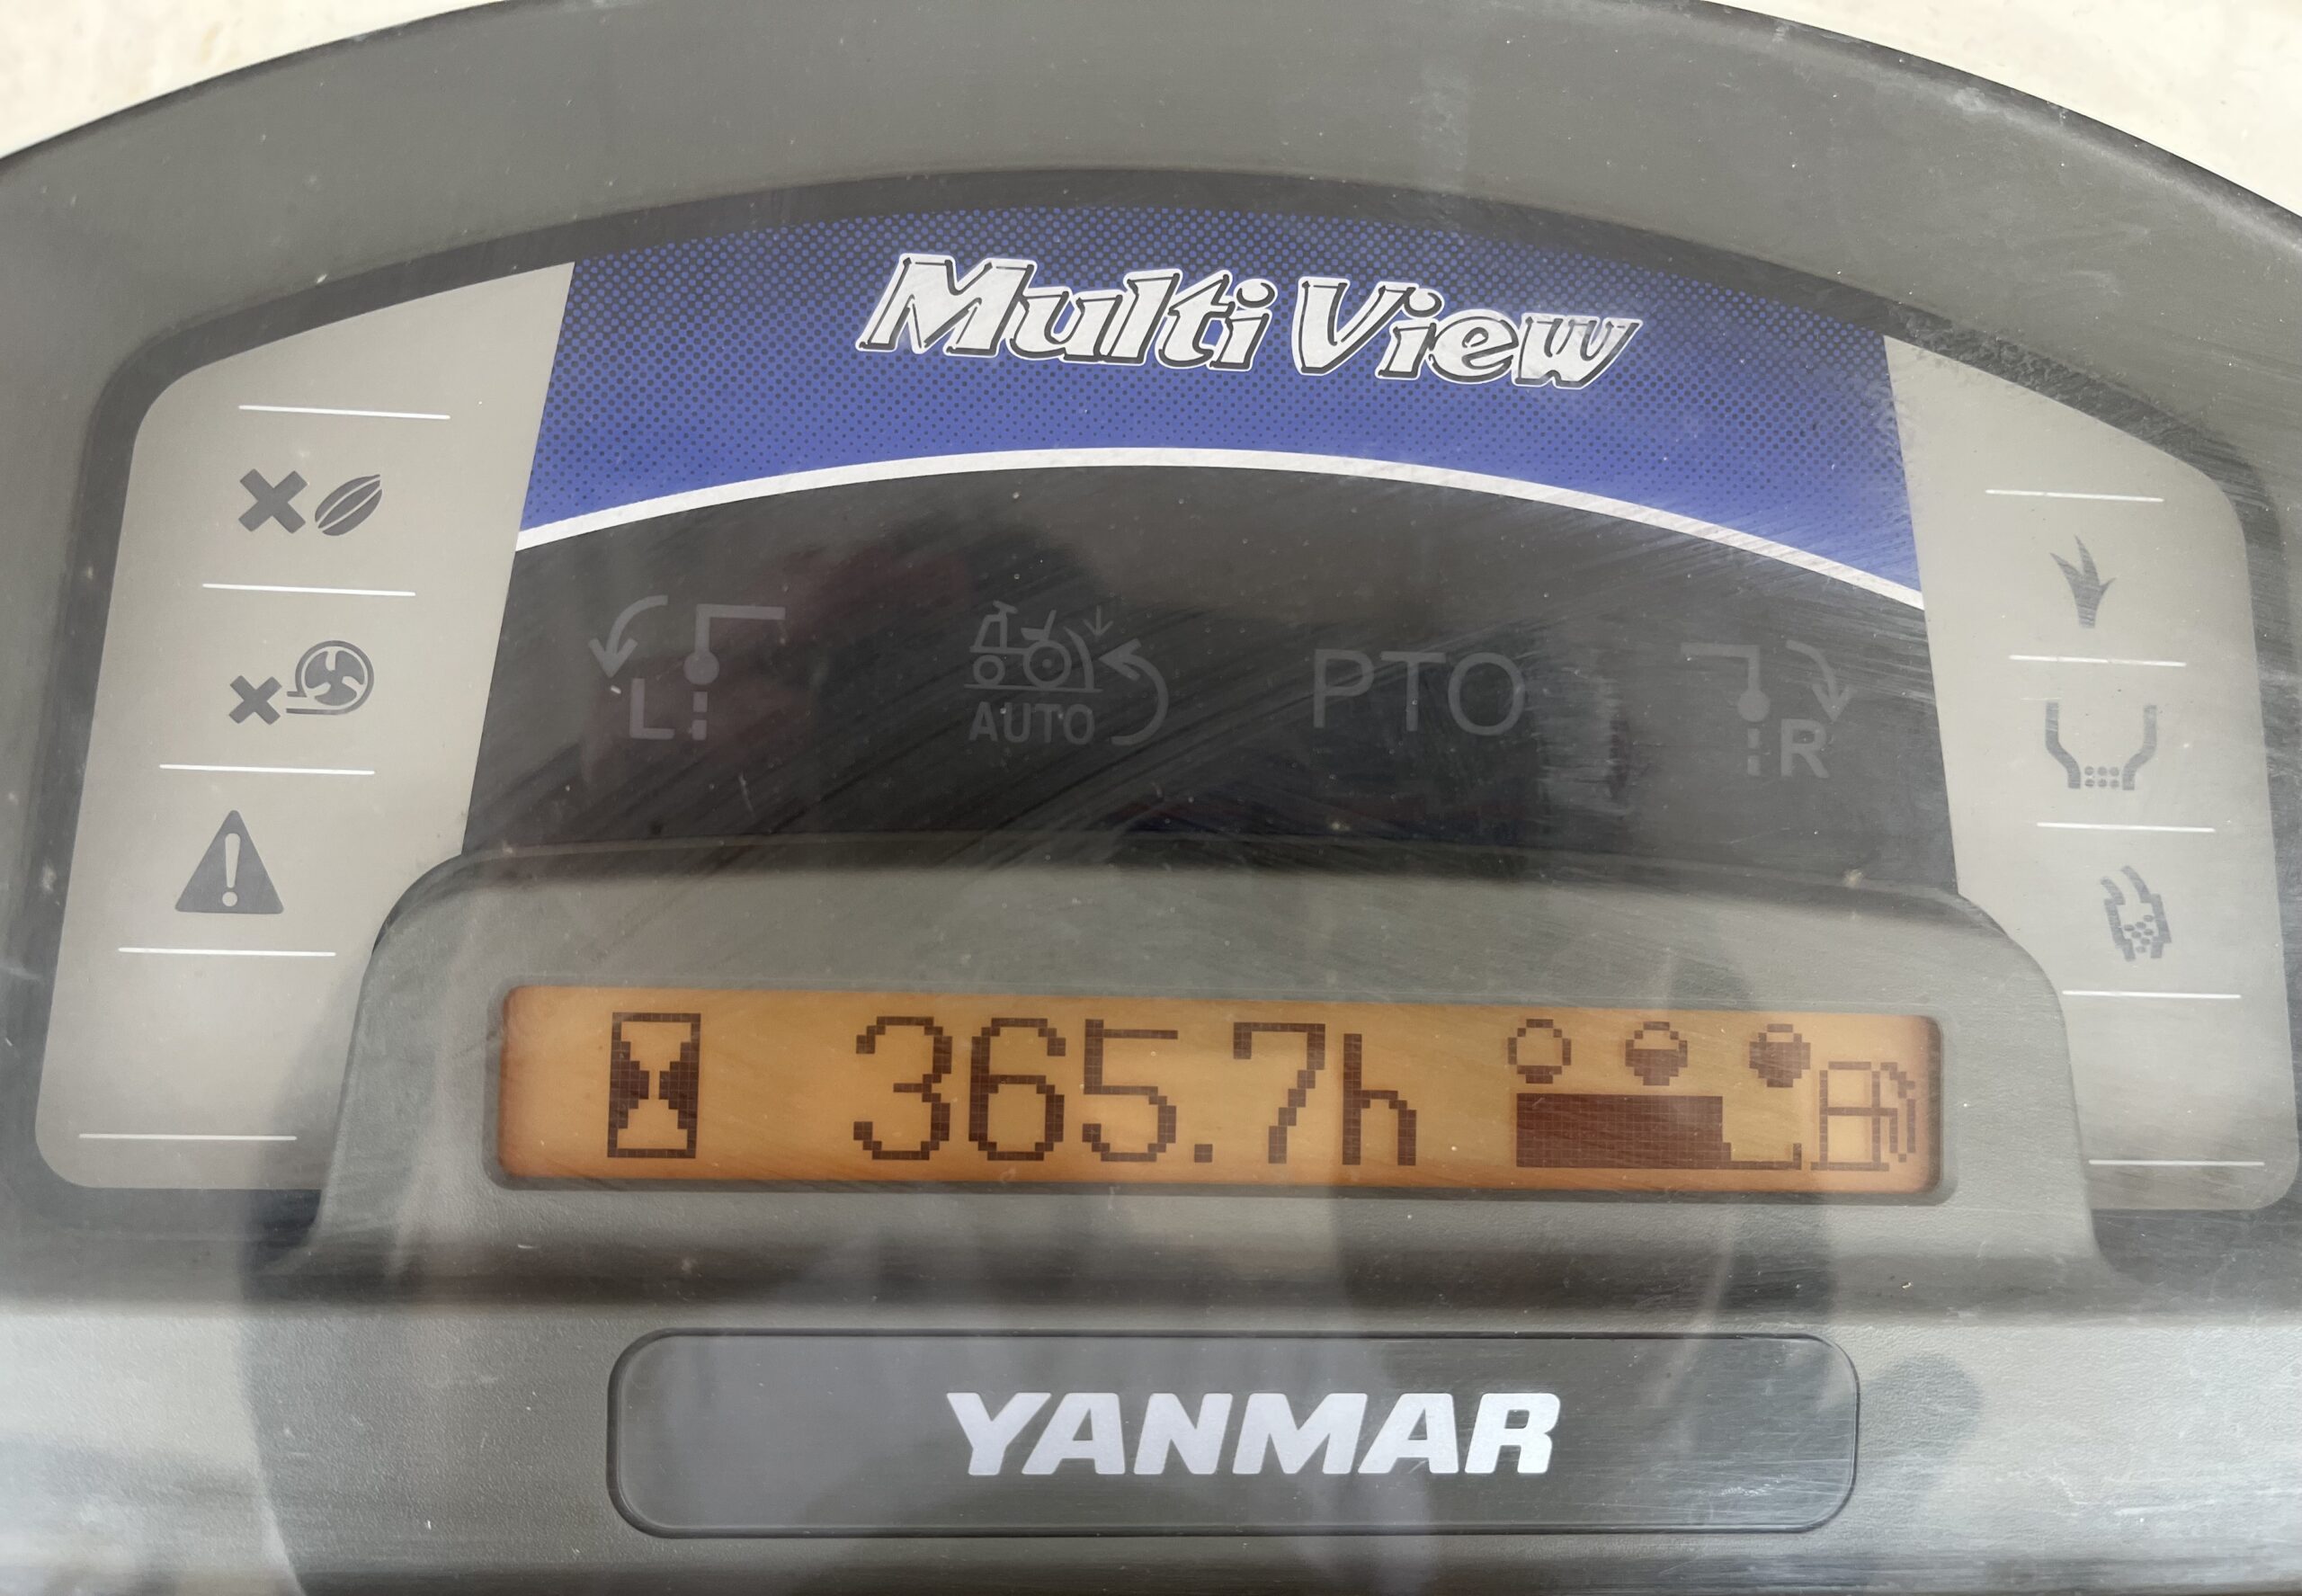 Multi View
L
AUTO
PTO
R
365.7h
YANMAR